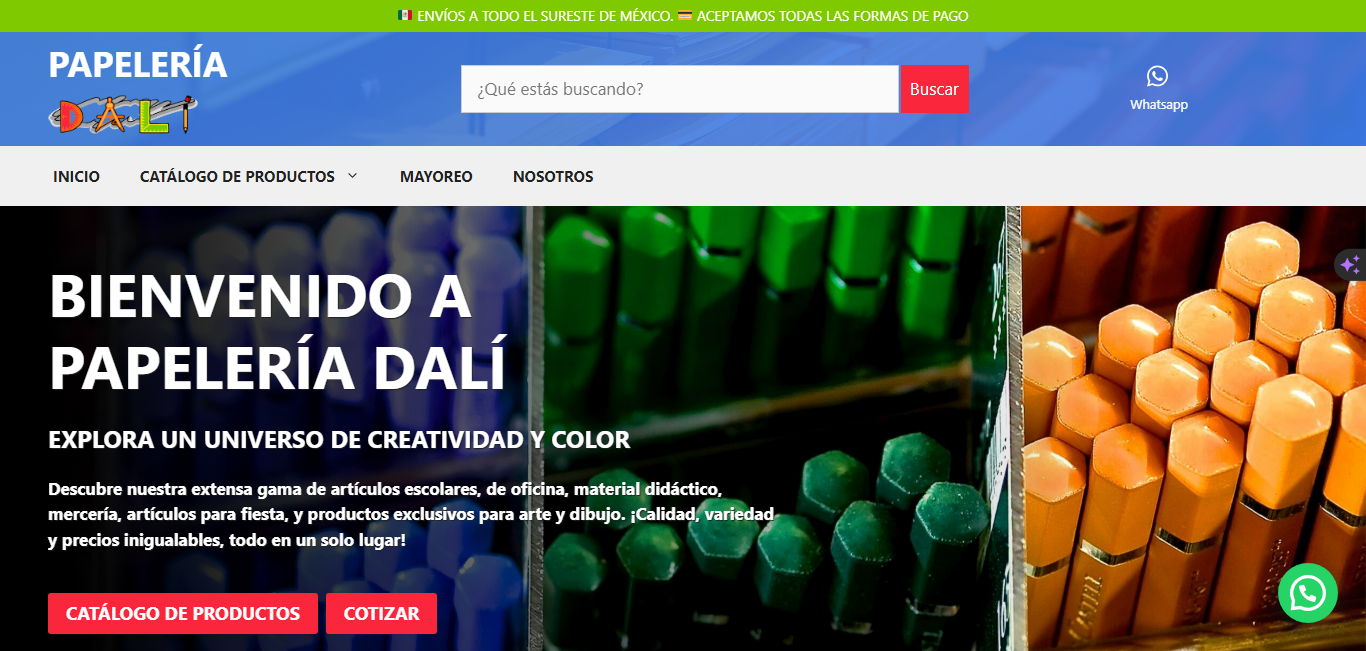 🇲🇽 ENVÍOS A TODO EL SURESTE DE MÉXICO. 💳 ACEPTAMOS TODAS LAS FORMAS DE PAGO
PAPELERÍA
DALÍ
¿Qué estás buscando?
Buscar
Whatsapp
INICIO
CATÁLOGO DE PRODUCTOS
MAYOREO
NOSOTROS
BIENVENIDO A
PAPELERÍA DALÍ
EXPLORA UN UNIVERSO DE CREATIVIDAD Y COLOR
Descubre nuestra extensa gama de artículos escolares, de oficina, material didáctico,
mercería, artículos para fiesta, y productos exclusivos para arte y dibujo. ¡Calidad, variedad
y precios inigualables, todo en un solo lugar!
CATÁLOGO DE PRODUCTOS
COTIZAR